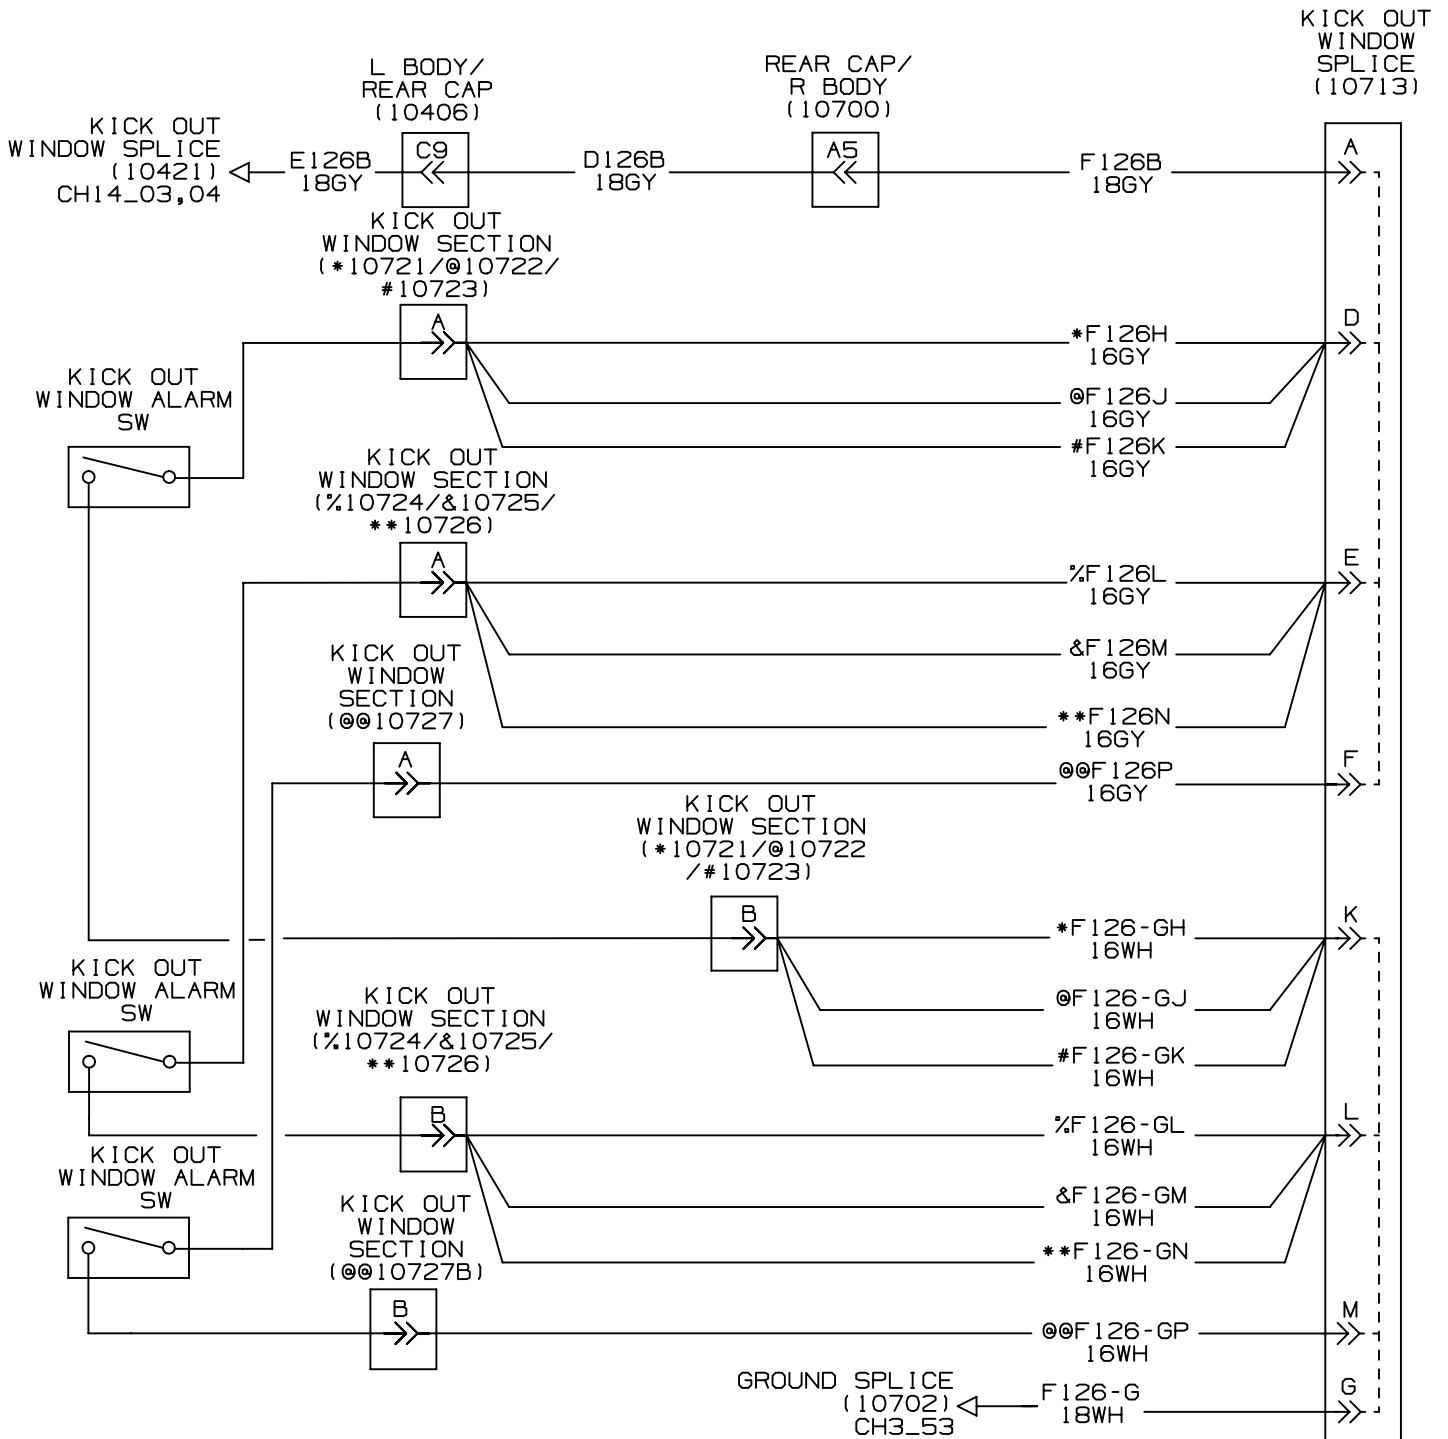 KICK OUT
WINDOW
SPLICE
(10713)
L BODY/
REAR CAP
(10406)
REAR CAP/
R BODY
(10700)
KICK OUT
WINDOW SPLICE
(10421)
CH14_03,04
E126B
18GY
C9
D126B
18GY
A5
F126B
18GY
A
KICK OUT
WINDOW SECTION
(*10721/@10722/
#10723)
A
*F126H
16GY
D
@F126J
16GY
#F126K
16GY
KICK OUT
WINDOW ALARM
SW
KICK OUT
WINDOW SECTION
(%10724/&10725/
**10726)
A
%F126L
16GY
E
&F126M
16GY
**F126N
16GY
KICK OUT
WINDOW
SECTION
(@@10727)
A
@@F126P
16GY
F
KICK OUT
WINDOW SECTION
(*10721/@10722
/#10723)
B
*F126-GH
16WH
K
@F126-GJ
16WH
#F126-GK
16WH
KICK OUT
WINDOW ALARM
SW
KICK OUT
WINDOW SECTION
(%10724/&10725/
**10726)
B
%F126-GL
16WH
L
&F126-GM
16WH
**F126-GN
16WH
KICK OUT
WINDOW ALARM
SW
KICK OUT
WINDOW
SECTION
(@@10727B)
B
@@F126-GP
16WH
M
GROUND SPLICE
(10702)
CH3_53
F126-G
18WH
G